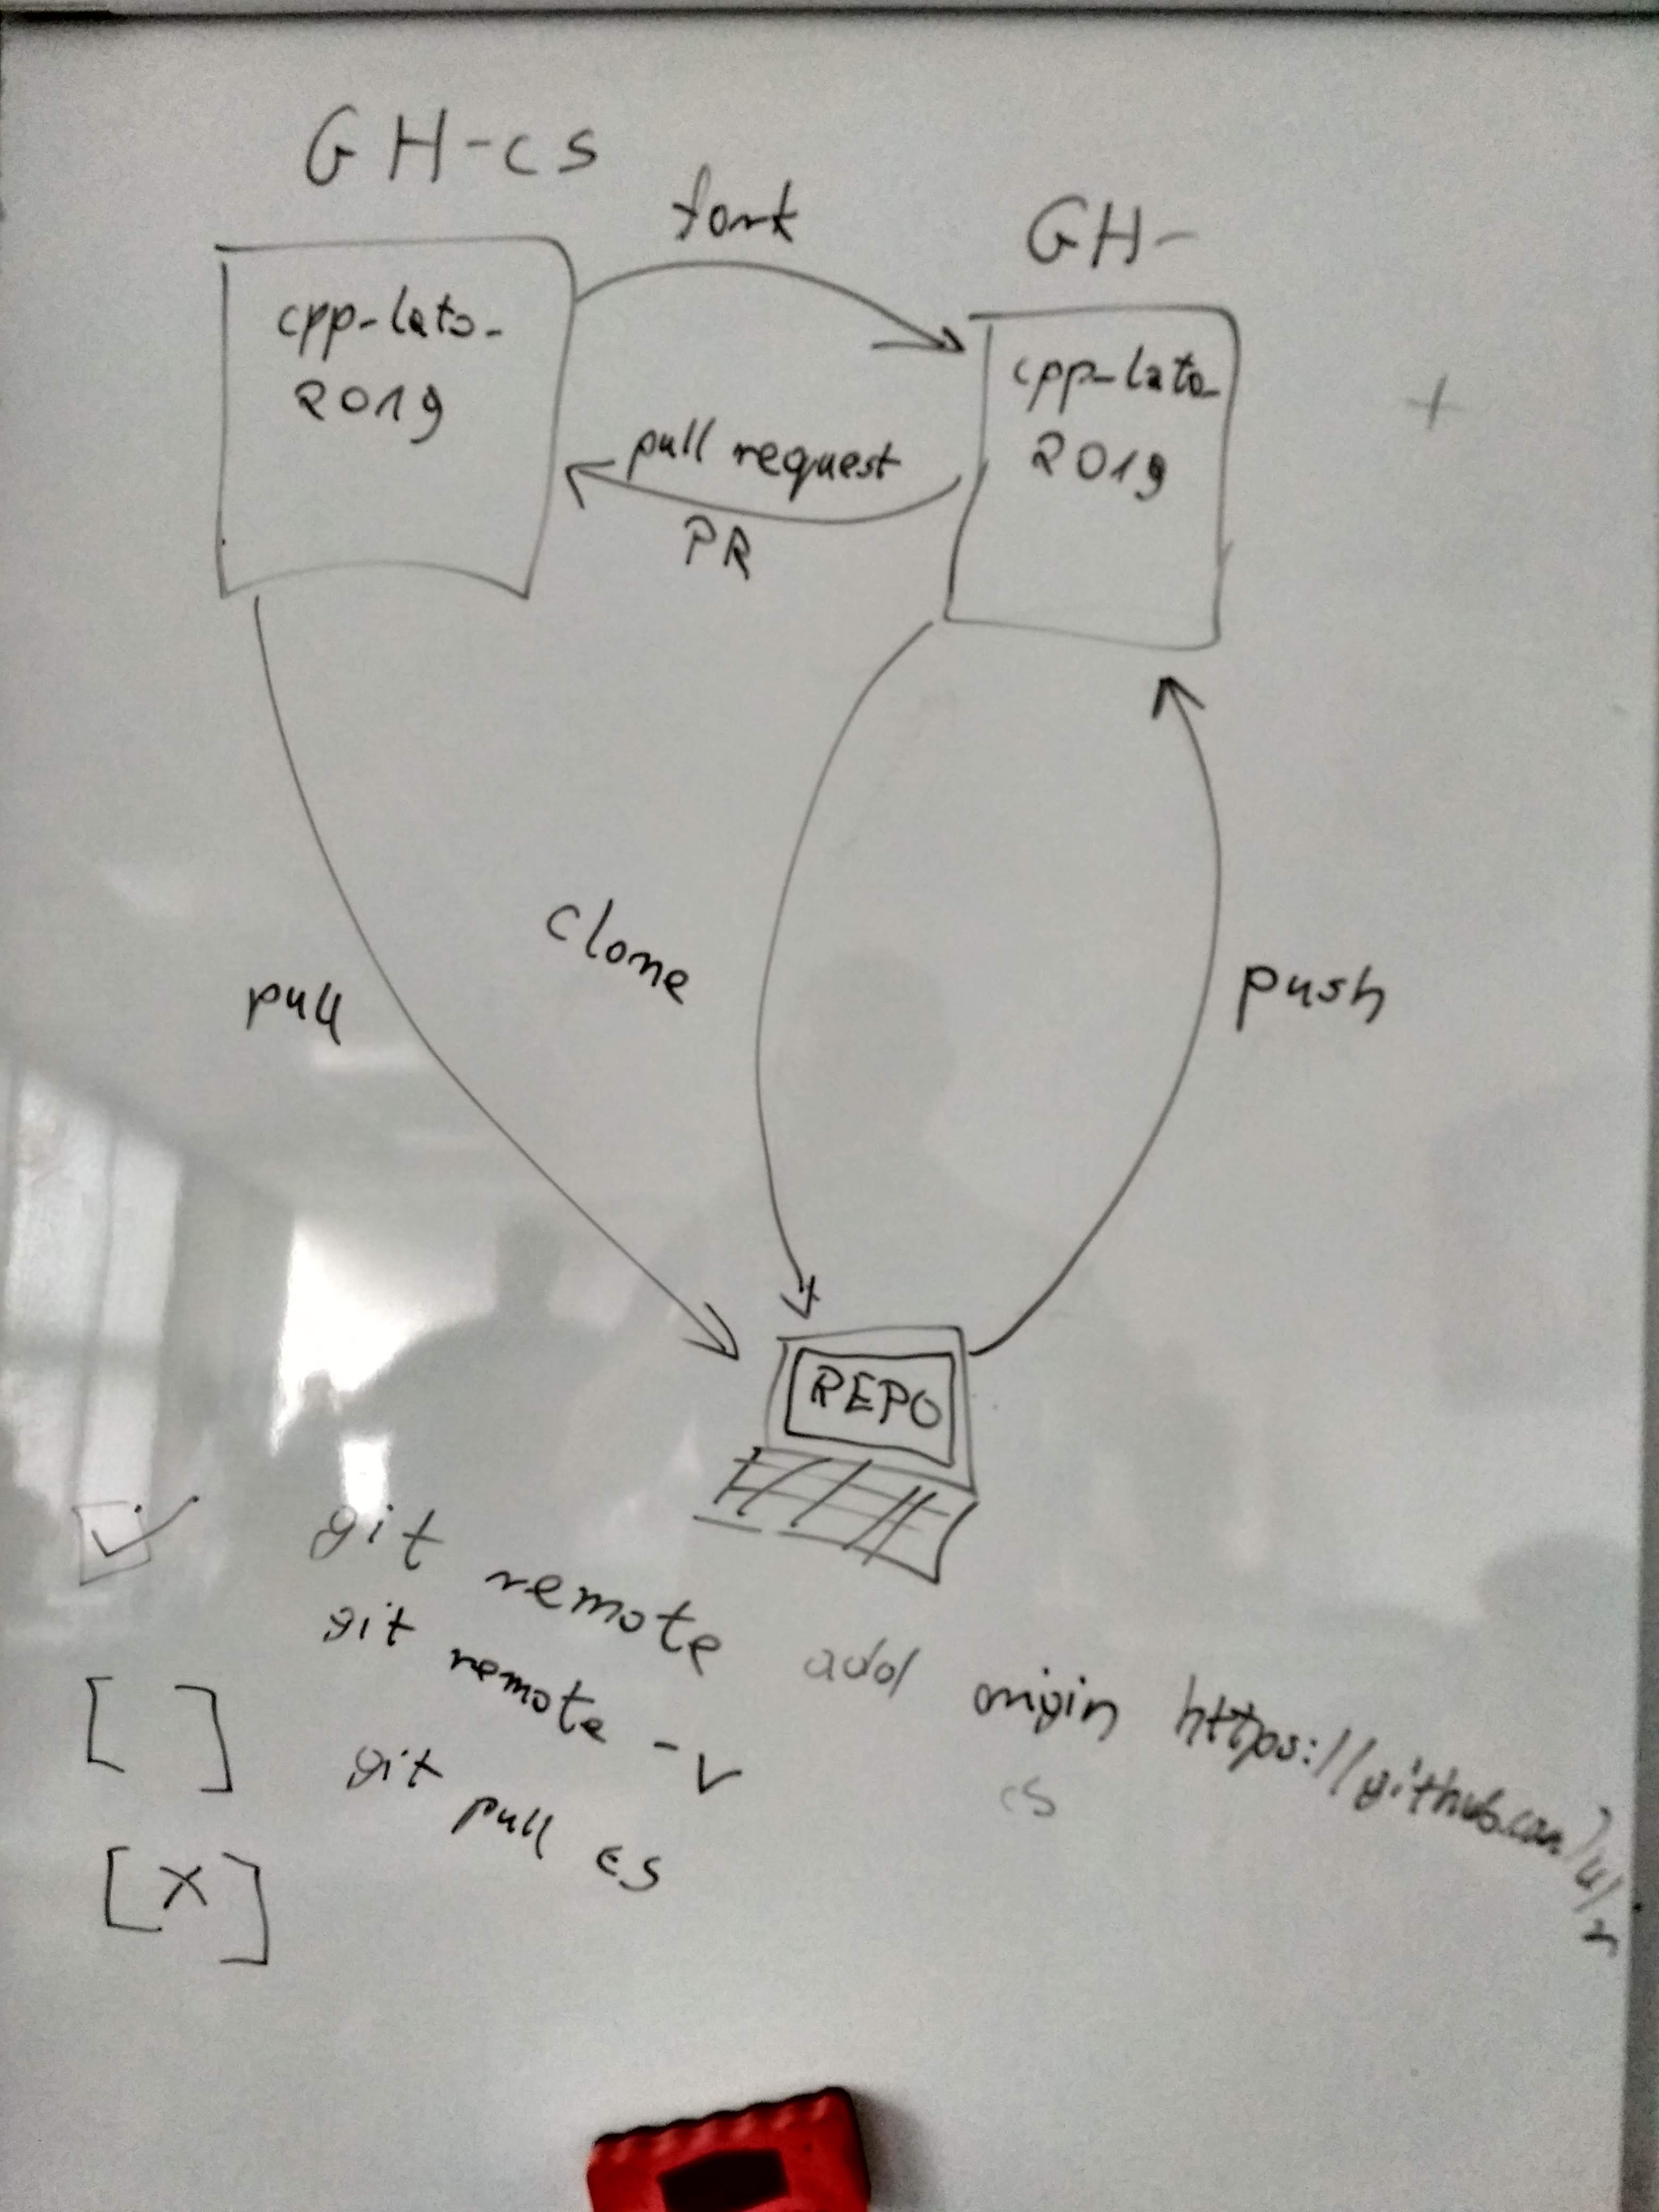 GH-cs
fork
GH-
cpp-lato-
2019
cpp-lato-
2019
+
pull request
PR
clone
pull
push
REPO
git remote add origin https://github.com/u/r
git remote -v
cs
[ ]
git pull cs
[x]